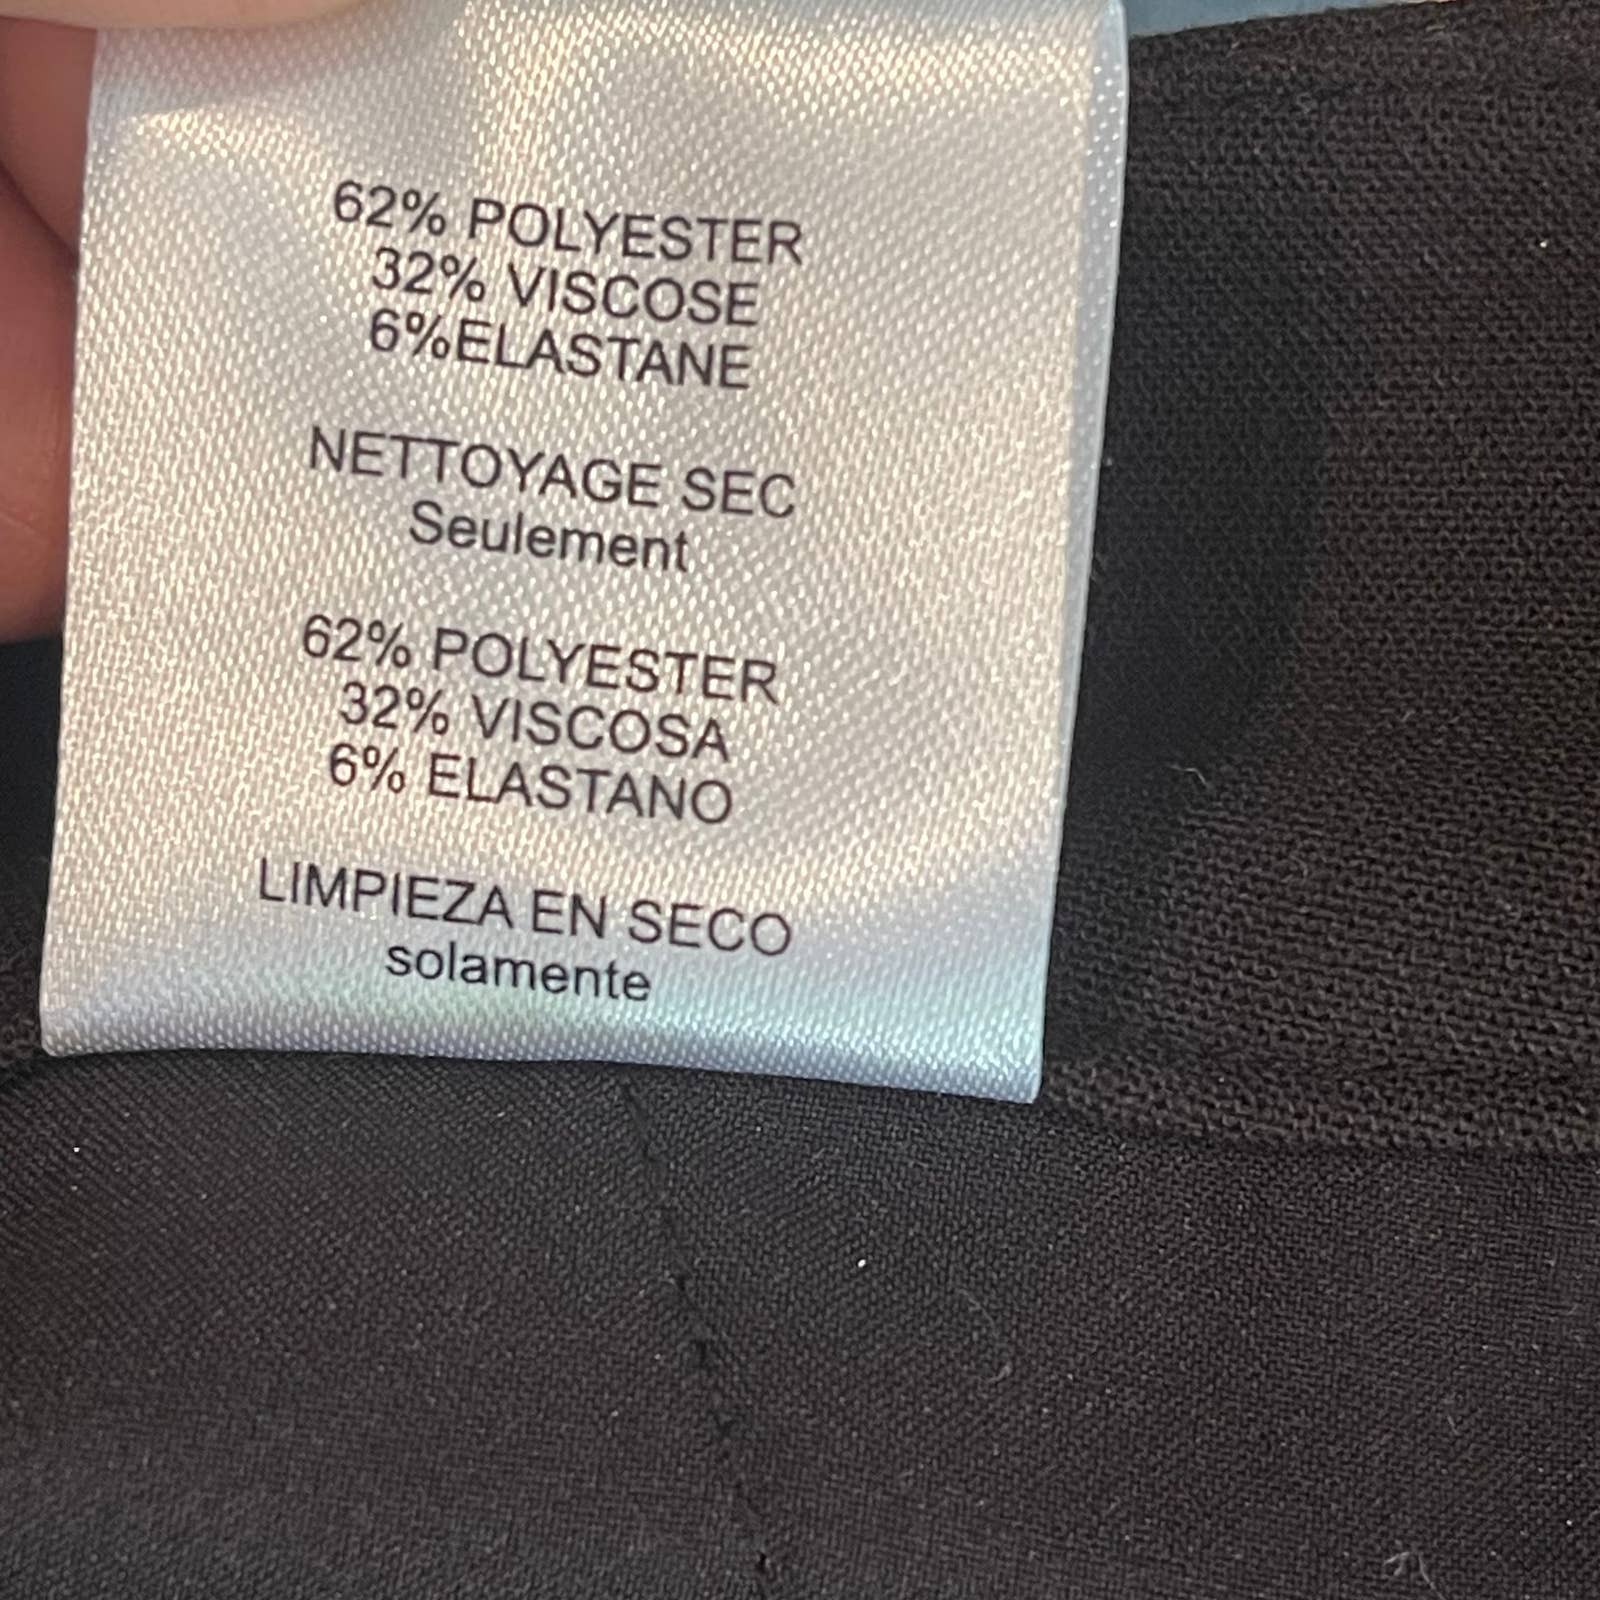 62% POLYESTER
32% VISCOSE
6%ELASTANE
NETTOYAGE SEC
Seulement
62% POLYESTER
32% VISCOSA
6% ELASTANO
LIMPIEZA EN SECO
solamente